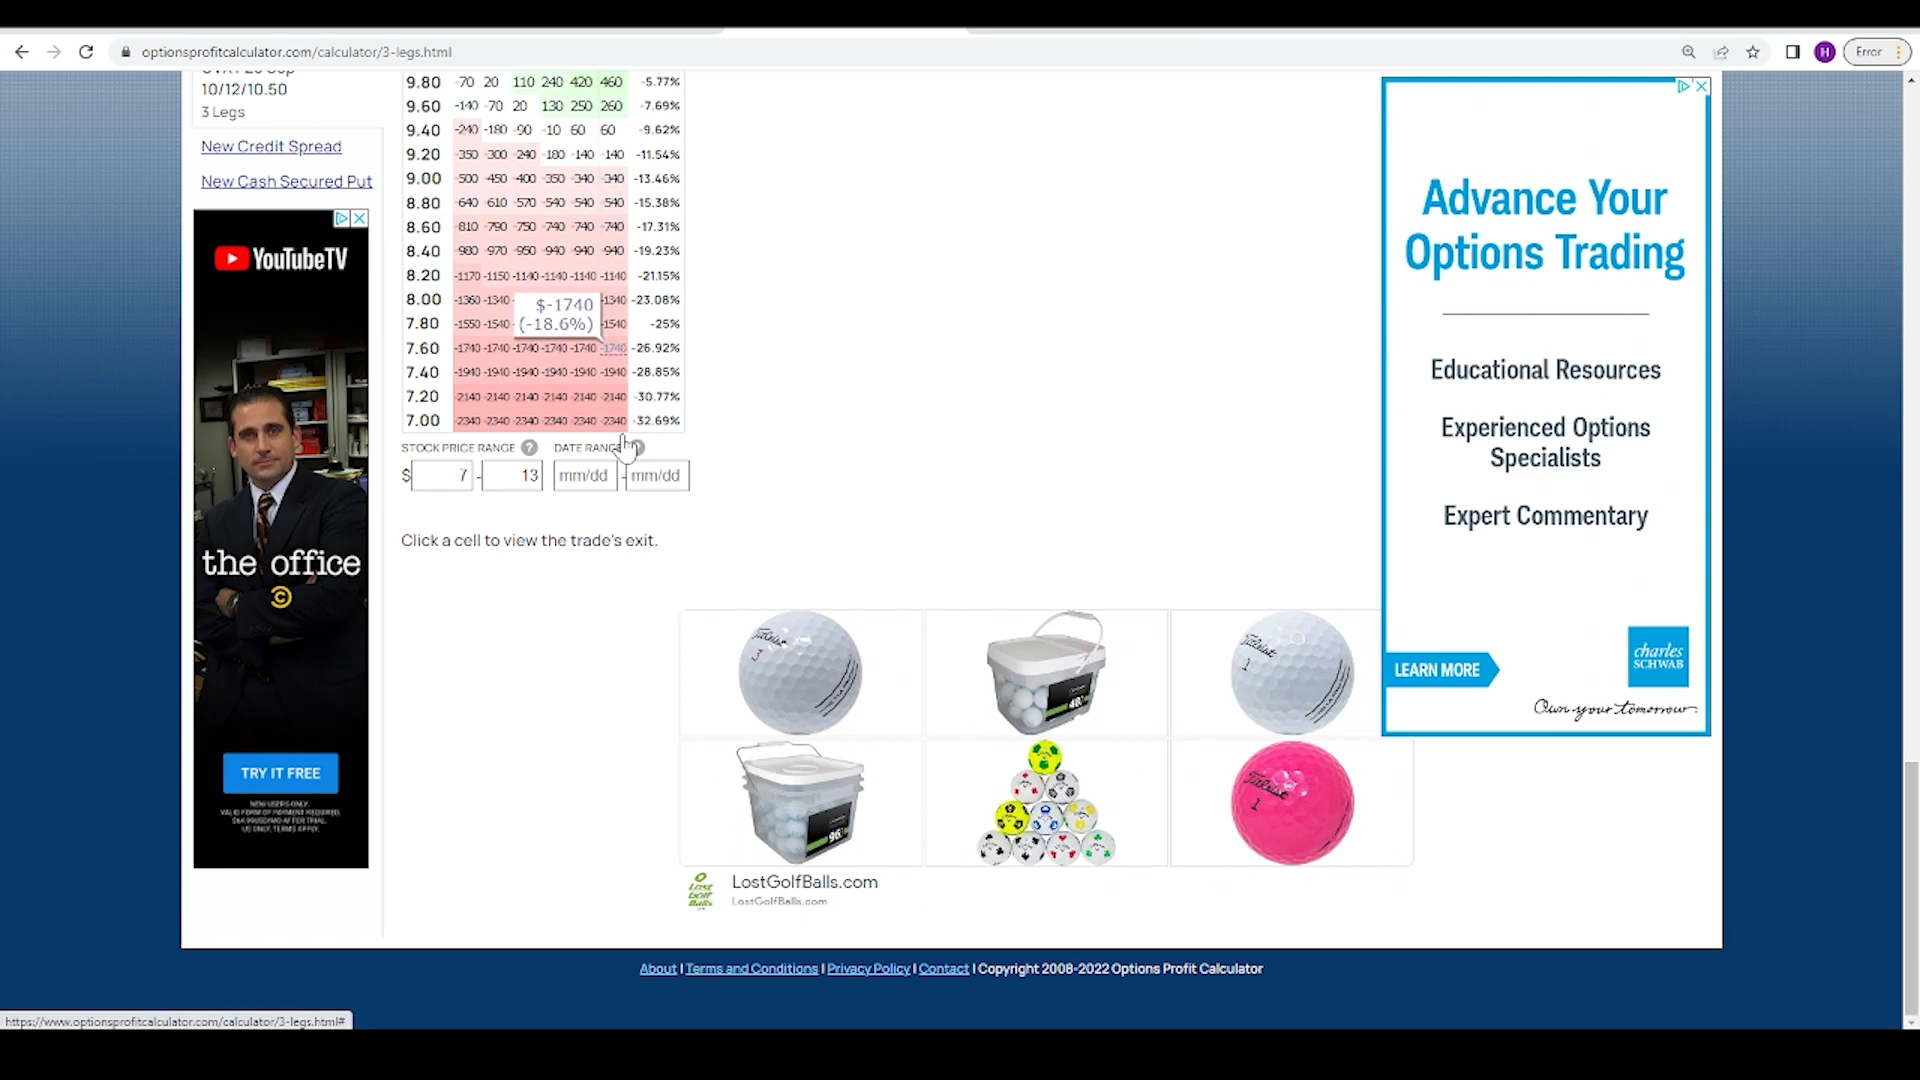 optionsprofitcalculator.com/calculator/3-legs.html
H
Error
10/12/10.50
3 Legs
New Credit Spread
New Cash Secured Put
YouTubeTV
the office
TRY IT FREE
9.80 -70 20 110 240 420 460 -5.77%
9.60 -140 -70 20 130 250 260 -7.69%
9.40 -240 -180 -90 -10 60 60 -9.62%
9.20 -350 -300 -240 -180 -140 -140 -11.54%
9.00 -500 -450 -400 -350 -340 -340 -13.46%
8.80 -640 -610 -570 -540 -540 -540 -15.38%
8.60 -810 -790 -750 -740 -740 -740 -17.31%
8.40 -980 -970 -950 -940 -940 -940 -19.23%
8.20 -1170 -1150 -1140 -1140 -1140 -1140 -21.15%
8.00 -1360 -1340 -1340 -23.08%
$-1740
(-18.6%)
7.80 -1550 -1540 -1540 -25%
7.60 -1740 -1740 -1740 -1740 -1740 -1740 -26.92%
7.40 -1940 -1940 -1940 -1940 -1940 -1940 -28.85%
7.20 -2140 -2140 -2140 -2140 -2140 -2140 -30.77%
7.00 -2340 -2340 -2340 -2340 -2340 -2340 -32.69%
STOCK PRICE RANGE ? DATE RANGE
$ 7 - 13 mm/dd - mm/dd
Click a cell to view the trade's exit.
Advance Your
Options Trading
Educational Resources
Experienced Options
Specialists
Expert Commentary
LEARN MORE
charles
SCHWAB
Own your tomorrow.
Titleist
3
Titleist
1
Titleist
1
LostGolfBalls.com
LostGolfBalls.com
About | Terms and Conditions | Privacy Policy | Contact | Copyright 2008-2022 Options Profit Calculator
https://www.optionsprofitcalculator.com/calculator/3-legs.html#